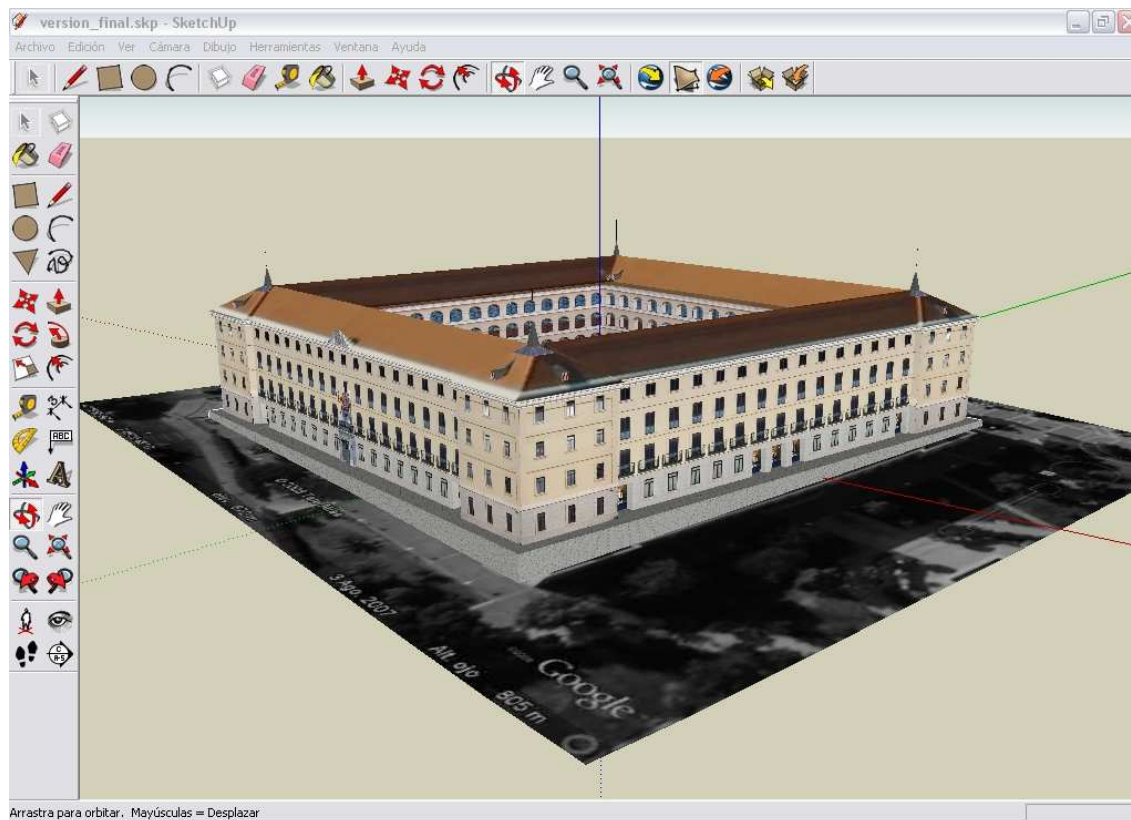 version_final.skp - SketchUp
Archivo Edición Ver Cámara Dibujo Herramientas Ventana Ayuda
ABC
3 Ago, 2007
Alt. ojo 805 m
Google
Arrastra para orbitar. Mayúsculas = Desplazar